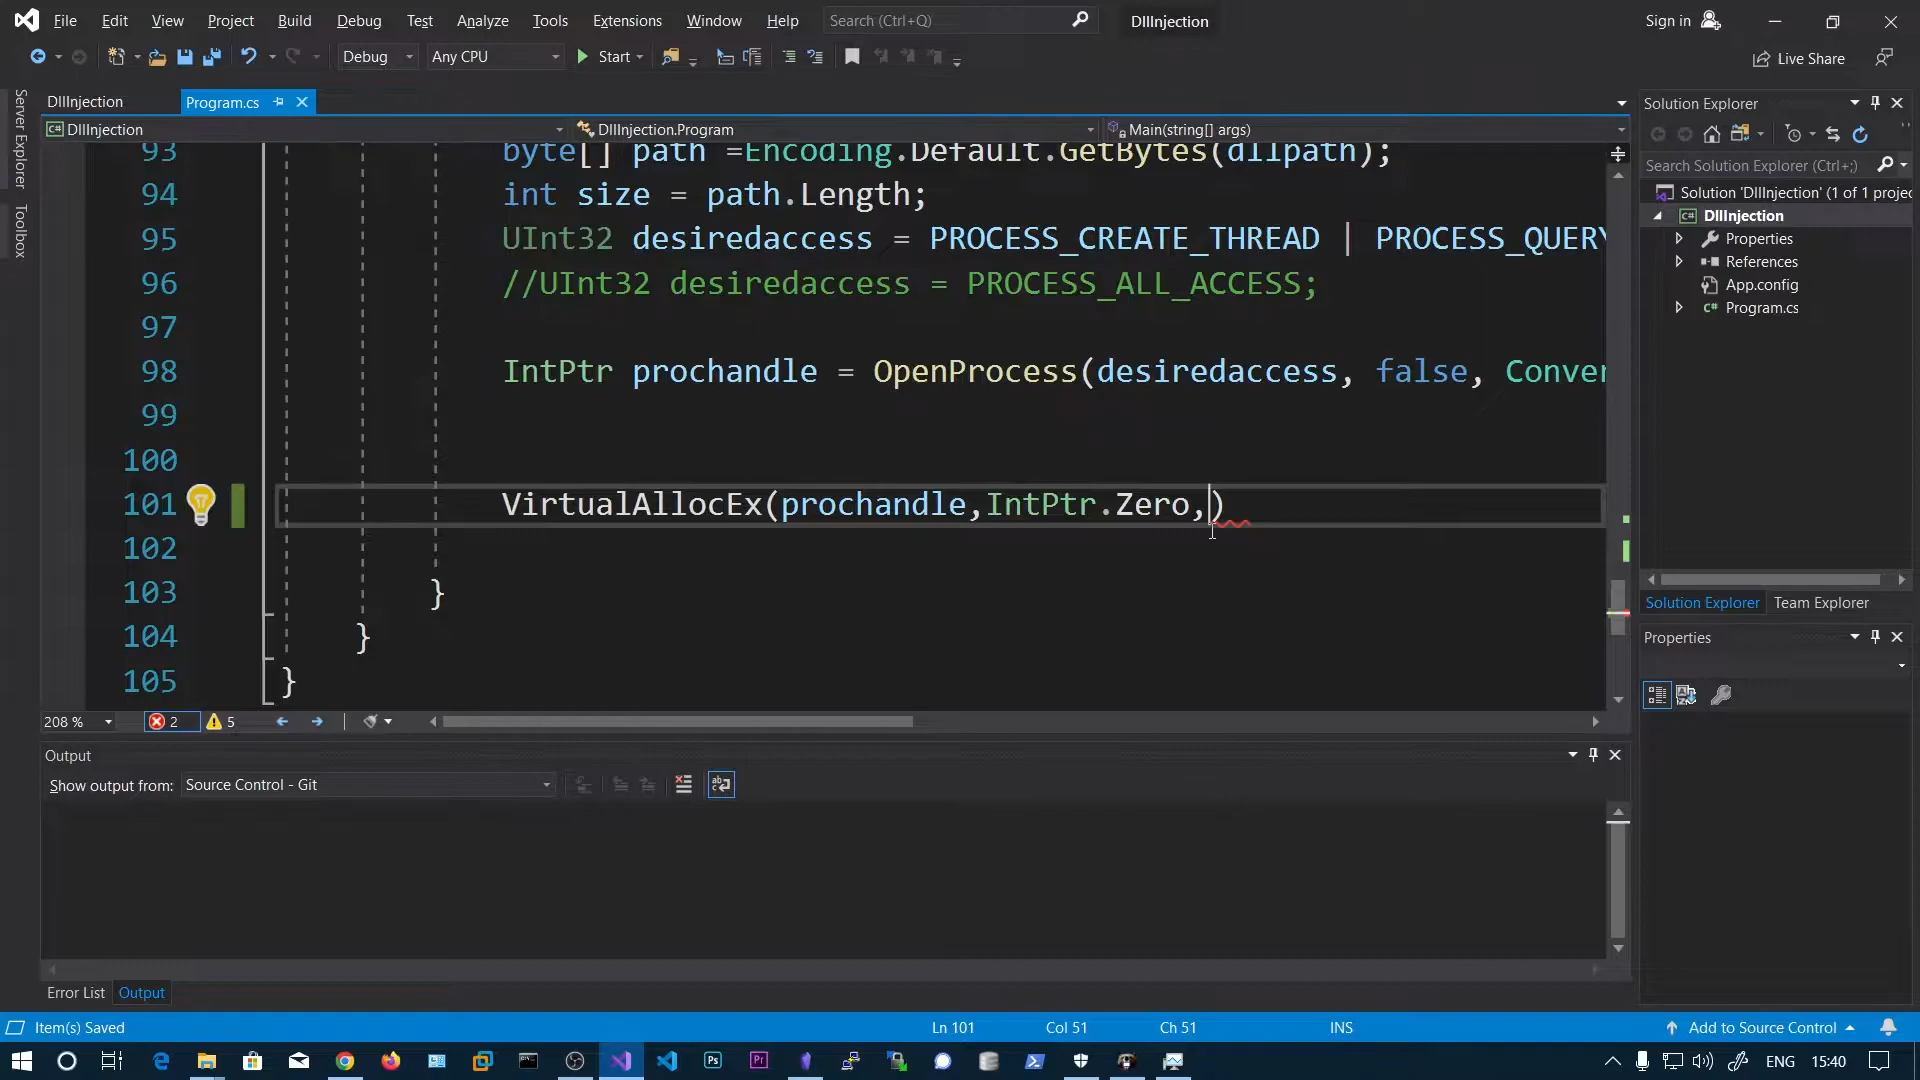 File Edit View Project Build Debug Test Analyze Tools Extensions Window Help Search (Ctrl+Q) DllInjection Sign in
Debug Any CPU Start Live Share
Server Explorer
Toolbox
DllInjection Program.cs
DllInjection DllInjection.Program Main(string[] args)
93 byte[] path =Encoding.Default.GetBytes(dllpath);
94 int size = path.Length;
95 UInt32 desiredaccess = PROCESS_CREATE_THREAD | PROCESS_QUERY
96 //UInt32 desiredaccess = PROCESS_ALL_ACCESS;
97
98 IntPtr prochandle = OpenProcess(desiredaccess, false, Conver
99
100
101 VirtualAllocEx(prochandle,IntPtr.Zero,)
102
103 }
104 }
105 }
208 % 2 5
Output
Show output from: Source Control - Git
Error List Output
Solution Explorer
Search Solution Explorer (Ctrl+;)
Solution 'DllInjection' (1 of 1 projec
DllInjection
Properties
References
App.config
Program.cs
Solution Explorer Team Explorer
Properties
Item(s) Saved Ln 101 Col 51 Ch 51 INS Add to Source Control
ENG 15:40